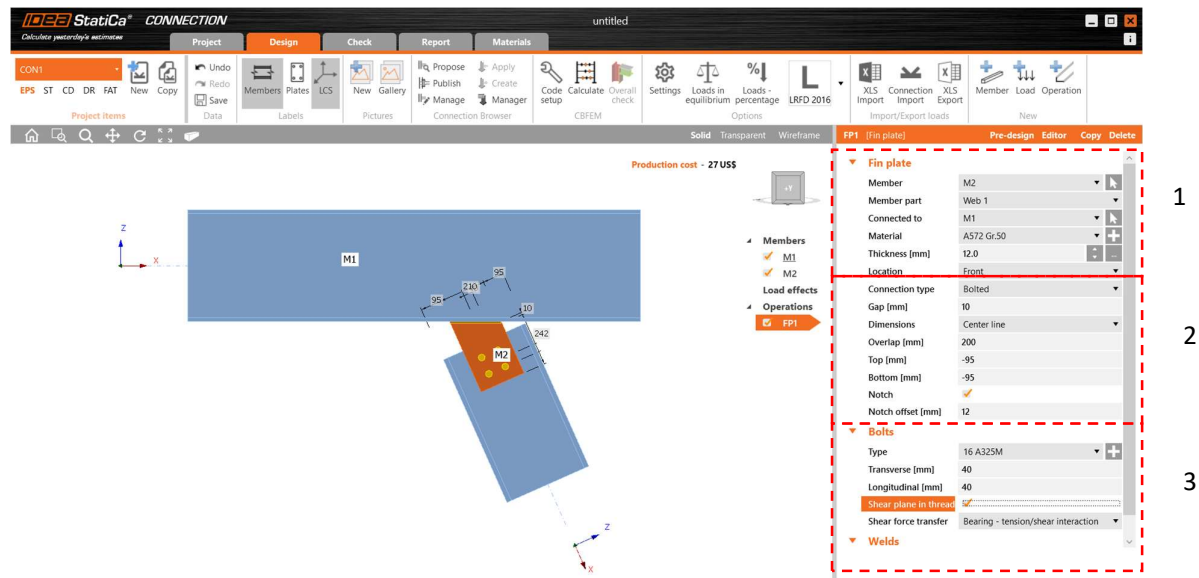 IDEA StatiCa® CONNECTION
untitled
Calculate yesterday's estimates
Project Design Check Report Materials
CON1
EPS ST CD DR FAT
New Copy
Project items
Undo
Redo
Save
Data
Members Plates LCS
Labels
New Gallery
Pictures
Propose Apply
Publish Create
Manage Manager
Connection Browser
Code setup Calculate Overall check
CBFEM
Settings Loads in equilibrium Loads - percentage LRFD 2016
Options
XLS Import Connection Import XLS Export
Import/Export loads
Member Load Operation
New
Solid Transparent Wireframe
FP1 [Fin plate] Pre-design Editor Copy Delete
Production cost - 27 US$
+Y
Members
M1
M2
Load effects
Operations
FP1
Z
X
M1
95
210
95
10
242
M2
Z
X
Fin plate
Member M2
Member part Web 1
Connected to M1
Material A572 Gr.50
Thickness [mm] 12.0
Location Front
Connection type Bolted
Gap [mm] 10
Dimensions Center line
Overlap [mm] 200
Top [mm] -95
Bottom [mm] -95
Notch
Notch offset [mm] 12
Bolts
Type 16 A325M
Transverse [mm] 40
Longitudinal [mm] 40
Shear plane in thread
Shear force transfer Bearing - tension/shear interaction
Welds
1
2
3